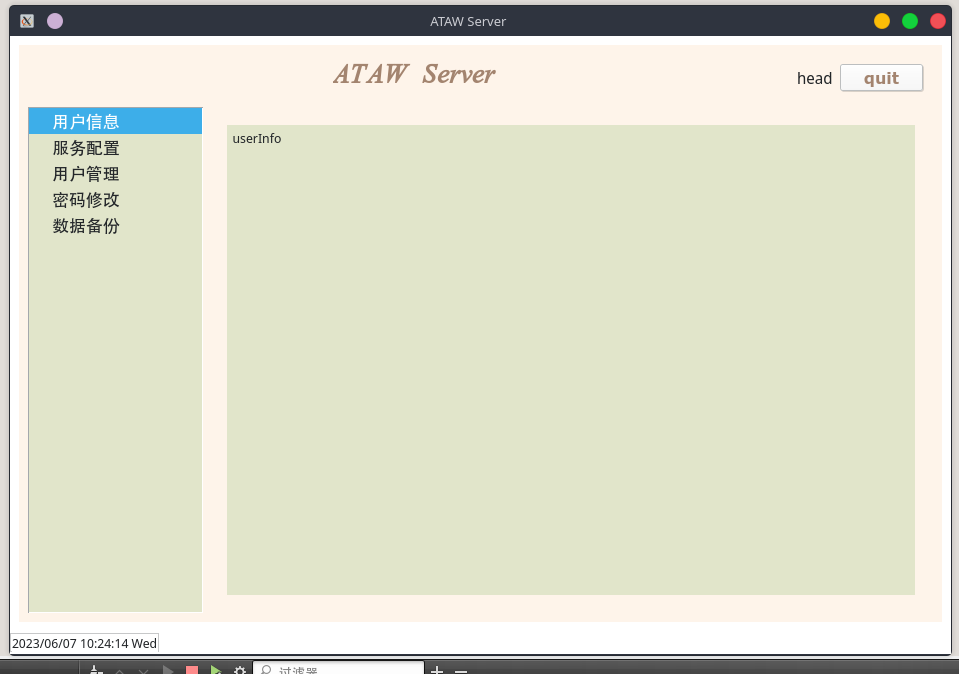 ATAW Server
ATAW Server
head
quit
用户信息
服务配置
用户管理
密码修改
数据备份
userInfo
2023/06/07 10:24:14 Wed
过滤器